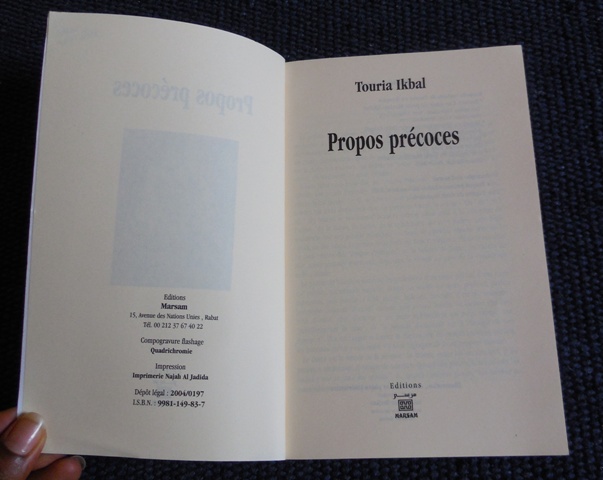 Propos précoces
Editions
Marsam
15, Avenue des Nations Unies , Rabat
Tél. 00 212 37 67 40 22
Compogravure flashage
Quadrichromie
Impression
Imprimerie Najah Al Jadida
Dépôt légal : 2004/0197
I.S.B.N. : 9981-149-83-7
Touria Ikbal
Propos précoces
Editions
مرسم
MARSAM